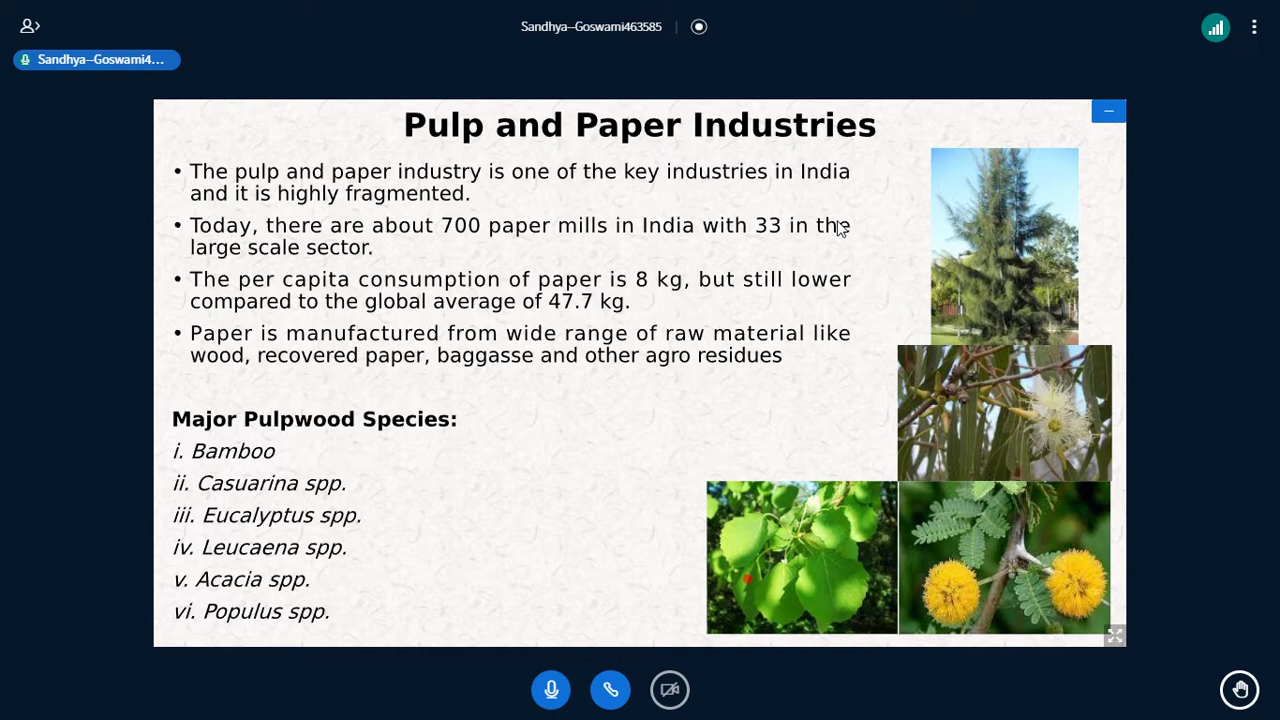 Sandhya--Goswami463585
Sandhya--Goswami4...
Pulp and Paper Industries
• The pulp and paper industry is one of the key industries in India
and it is highly fragmented.
• Today, there are about 700 paper mills in India with 33 in the
large scale sector.
• The per capita consumption of paper is 8 kg, but still lower
compared to the global average of 47.7 kg.
• Paper is manufactured from wide range of raw material like
wood, recovered paper, baggasse and other agro residues
Major Pulpwood Species:
i. Bamboo
ii. Casuarina spp.
iii. Eucalyptus spp.
iv. Leucaena spp.
v. Acacia spp.
vi. Populus spp.